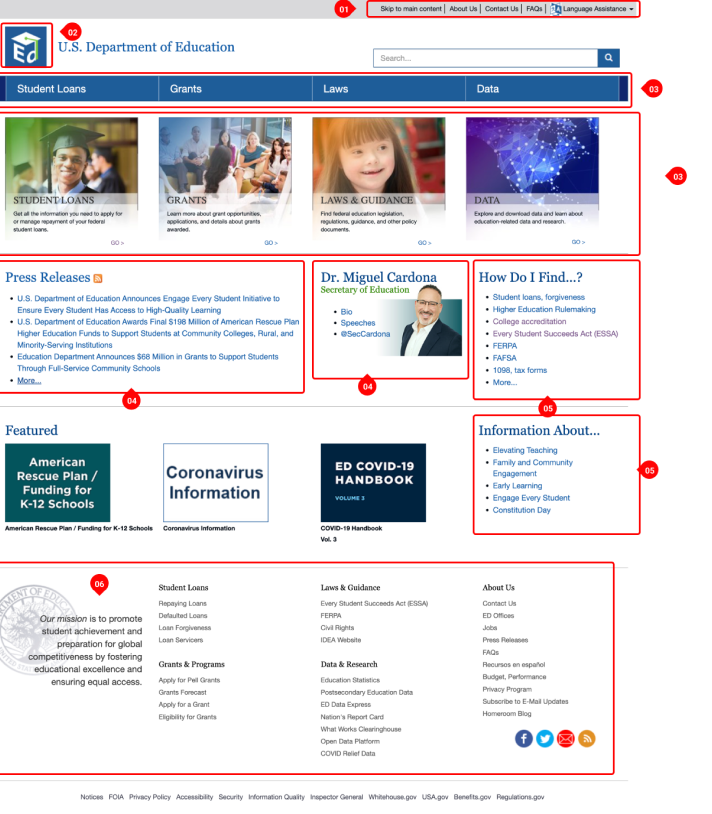 01
Skip to main content | About Us | Contact Us | FAQs | Language Assistance
02
Ed
U.S. Department of Education
Search...
Student Loans Grants Laws Data
03
03
STUDENT LOANS
Get all the information you need to apply for
or manage repayment of your federal
student loans.
GO >
GRANTS
Learn more about grant opportunities,
applications, and details about grants
awarded.
GO >
LAWS & GUIDANCE
Find federal education legislation,
regulations, guidance, and other policy
documents.
GO >
DATA
Explore and download data and learn about
education-related data and research.
GO >
Press Releases
• U.S. Department of Education Announces Engage Every Student Initiative to
Ensure Every Student Has Access to High-Quality Learning
• U.S. Department of Education Awards Final $198 Million of American Rescue Plan
Higher Education Funds to Support Students at Community Colleges, Rural, and
Minority-Serving Institutions
• Education Department Announces $68 Million in Grants to Support Students
Through Full-Service Community Schools
• More...
04
Dr. Miguel Cardona
Secretary of Education
• Bio
• Speeches
• @SecCardona
04
How Do I Find...?
• Student loans, forgiveness
• Higher Education Rulemaking
• College accreditation
• Every Student Succeeds Act (ESSA)
• FERPA
• FAFSA
• 1098, tax forms
• More...
05
Featured
American
Rescue Plan /
Funding for
K-12 Schools
American Rescue Plan / Funding for K-12 Schools
Coronavirus
Information
Coronavirus Information
ED COVID-19
HANDBOOK
VOLUME 3
COVID-19 Handbook
Vol. 3
Information About...
• Elevating Teaching
• Family and Community
Engagement
• Early Learning
• Engage Every Student
• Constitution Day
05
06
Our mission is to promote
student achievement and
preparation for global
competitiveness by fostering
educational excellence and
ensuring equal access.
Student Loans
Repaying Loans
Defaulted Loans
Loan Forgiveness
Loan Servicers
Grants & Programs
Apply for Pell Grants
Grants Forecast
Apply for a Grant
Eligibility for Grants
Laws & Guidance
Every Student Succeeds Act (ESSA)
FERPA
Civil Rights
IDEA Website
Data & Research
Education Statistics
Postsecondary Education Data
ED Data Express
Nation's Report Card
What Works Clearinghouse
Open Data Platform
COVID Relief Data
About Us
Contact Us
ED Offices
Jobs
Press Releases
FAQs
Recursos en español
Budget, Performance
Privacy Program
Subscribe to E-Mail Updates
Homeroom Blog
Notices FOIA Privacy Policy Accessibility Security Information Quality Inspector General Whitehouse.gov USA.gov Benefits.gov Regulations.gov